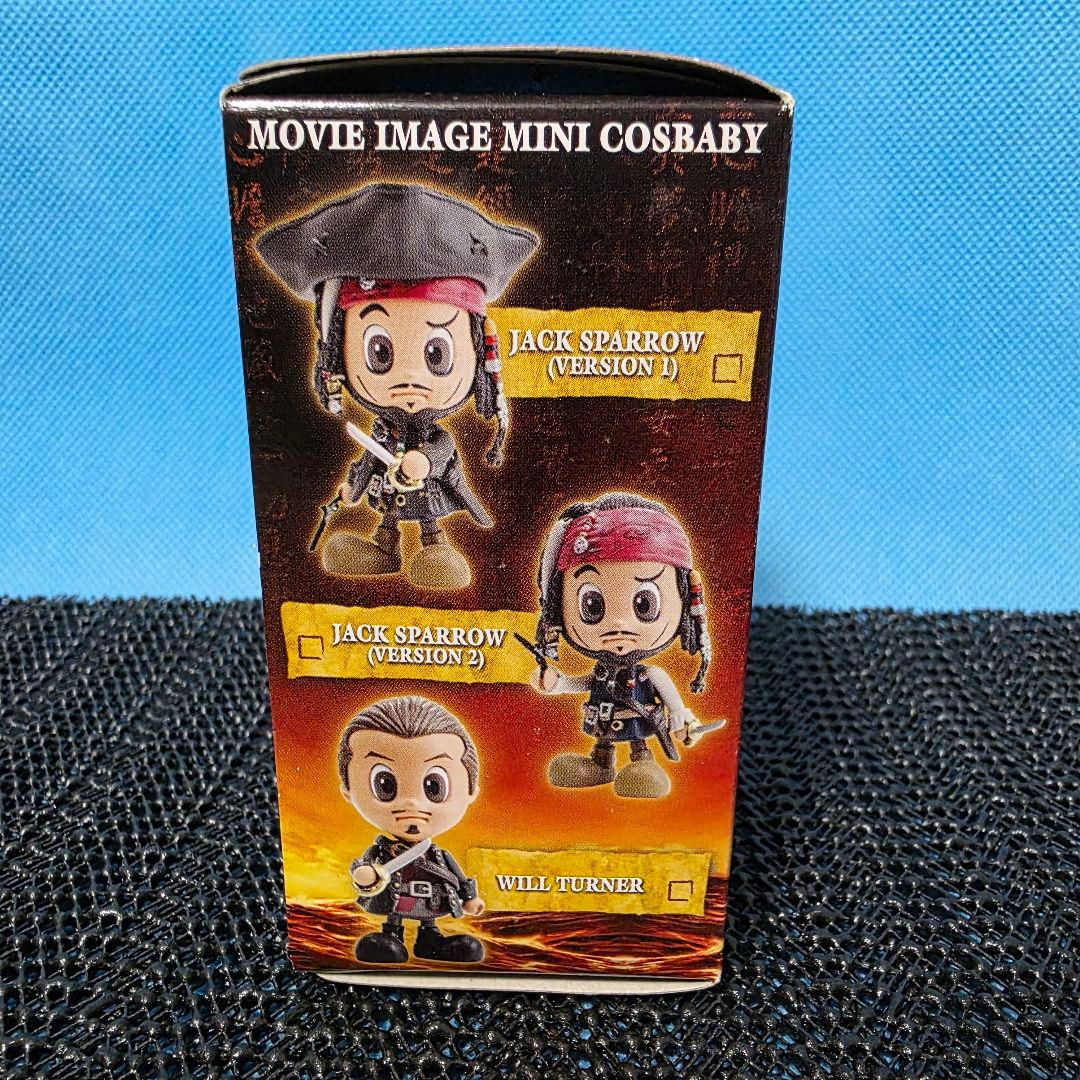 MOVIE IMAGE MINI COSBABY
JACK SPARROW
(VERSION 1)
JACK SPARROW
(VERSION 2)
WILL TURNER